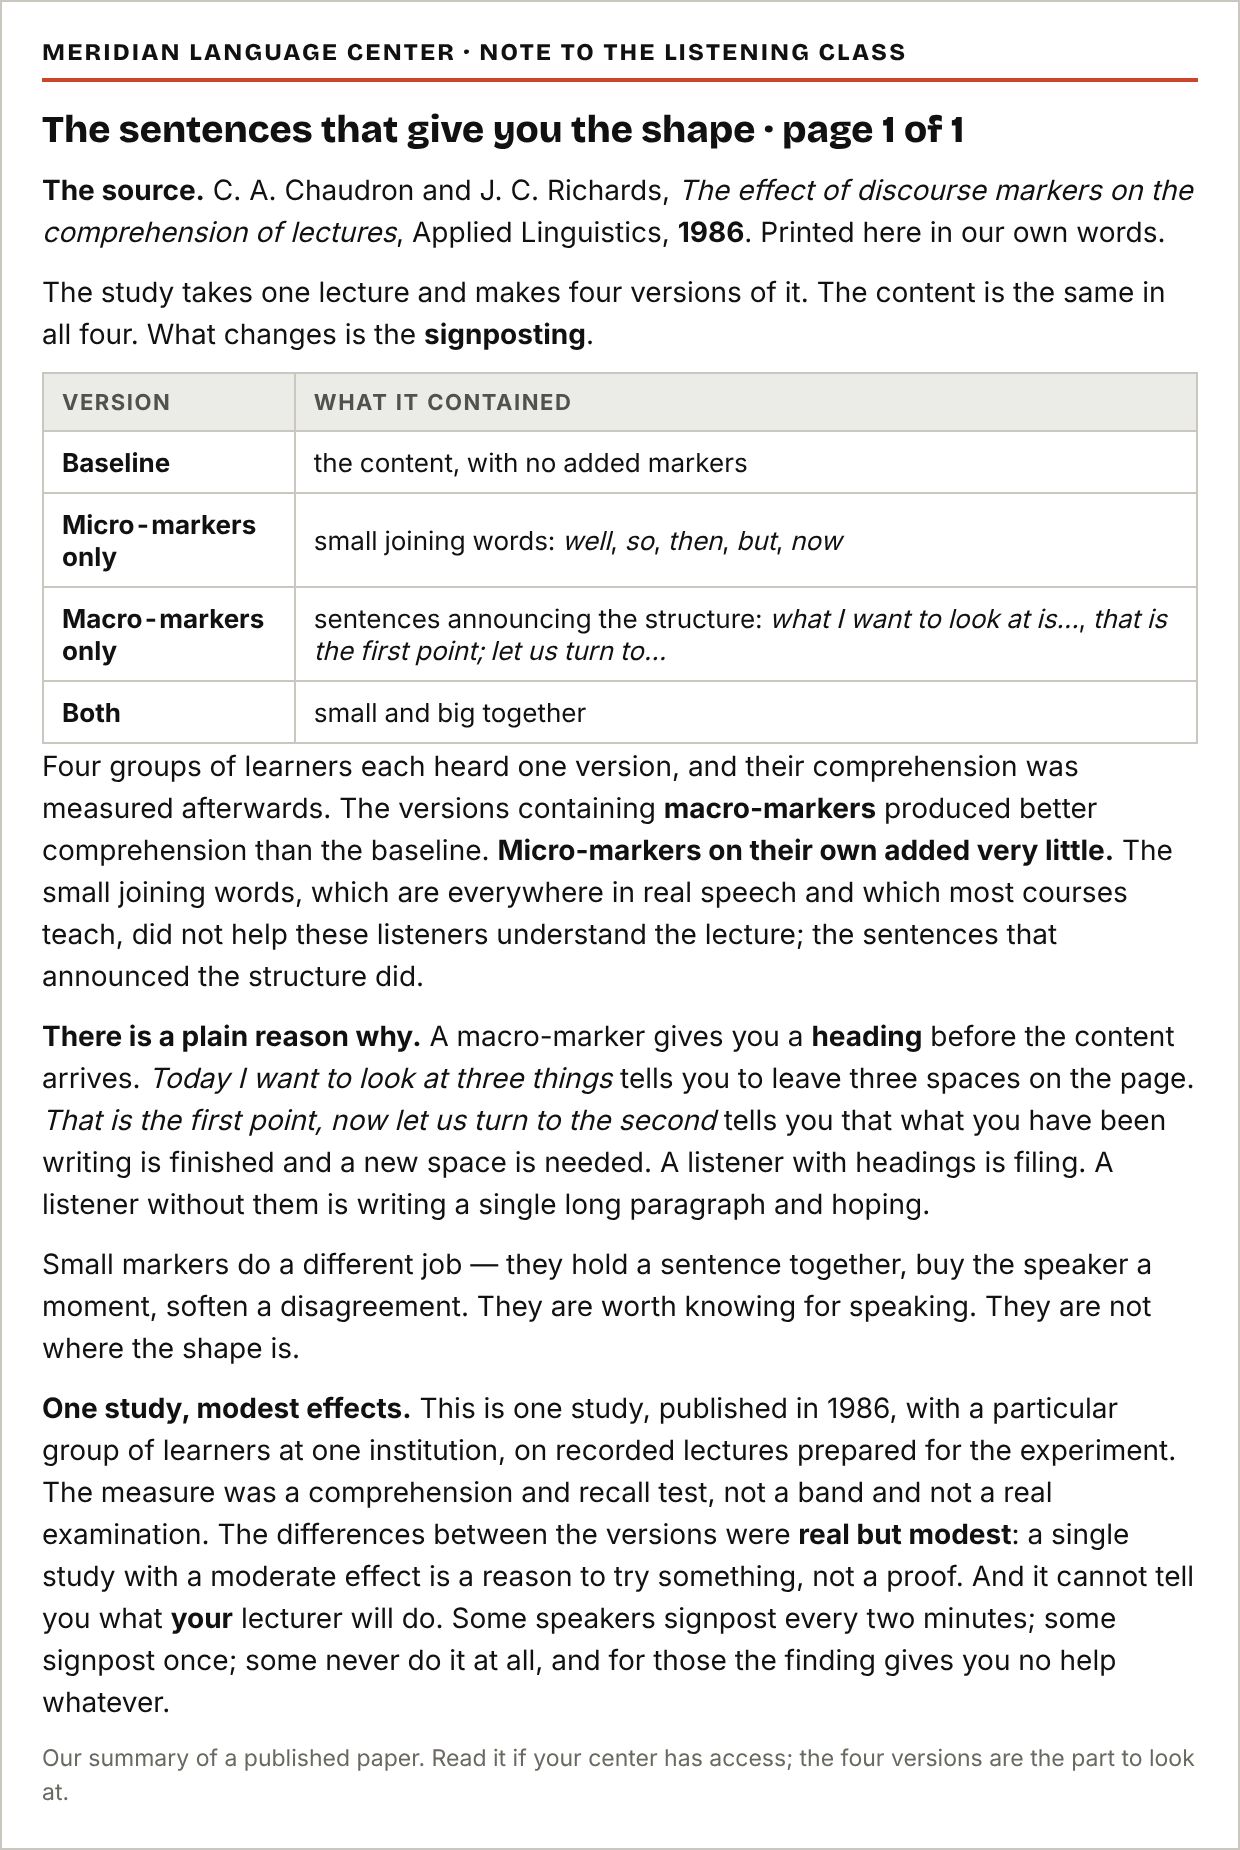 MERIDIAN LANGUAGE CENTER · NOTE TO THE LISTENING CLASS
The sentences that give you the shape · page 1 of 1
The source. C. A. Chaudron and J. C. Richards, The effect of discourse markers on the
comprehension of lectures, Applied Linguistics, 1986. Printed here in our own words.
The study takes one lecture and makes four versions of it. The content is the same in
all four. What changes is the signposting.
VERSION WHAT IT CONTAINED
Baseline the content, with no added markers
Micro-markers
only
small joining words: well, so, then, but, now
Macro-markers
only
sentences announcing the structure: what I want to look at is…, that is
the first point; let us turn to…
Both small and big together
Four groups of learners each heard one version, and their comprehension was
measured afterwards. The versions containing macro-markers produced better
comprehension than the baseline. Micro-markers on their own added very little. The
small joining words, which are everywhere in real speech and which most courses
teach, did not help these listeners understand the lecture; the sentences that
announced the structure did.
There is a plain reason why. A macro-marker gives you a heading before the content
arrives. Today I want to look at three things tells you to leave three spaces on the page.
That is the first point, now let us turn to the second tells you that what you have been
writing is finished and a new space is needed. A listener with headings is filing. A
listener without them is writing a single long paragraph and hoping.
Small markers do a different job — they hold a sentence together, buy the speaker a
moment, soften a disagreement. They are worth knowing for speaking. They are not
where the shape is.
One study, modest effects. This is one study, published in 1986, with a particular
group of learners at one institution, on recorded lectures prepared for the experiment.
The measure was a comprehension and recall test, not a band and not a real
examination. The differences between the versions were real but modest: a single
study with a moderate effect is a reason to try something, not a proof. And it cannot tell
you what your lecturer will do. Some speakers signpost every two minutes; some
signpost once; some never do it at all, and for those the finding gives you no help
whatever.
Our summary of a published paper. Read it if your center has access; the four versions are the part to look
at.